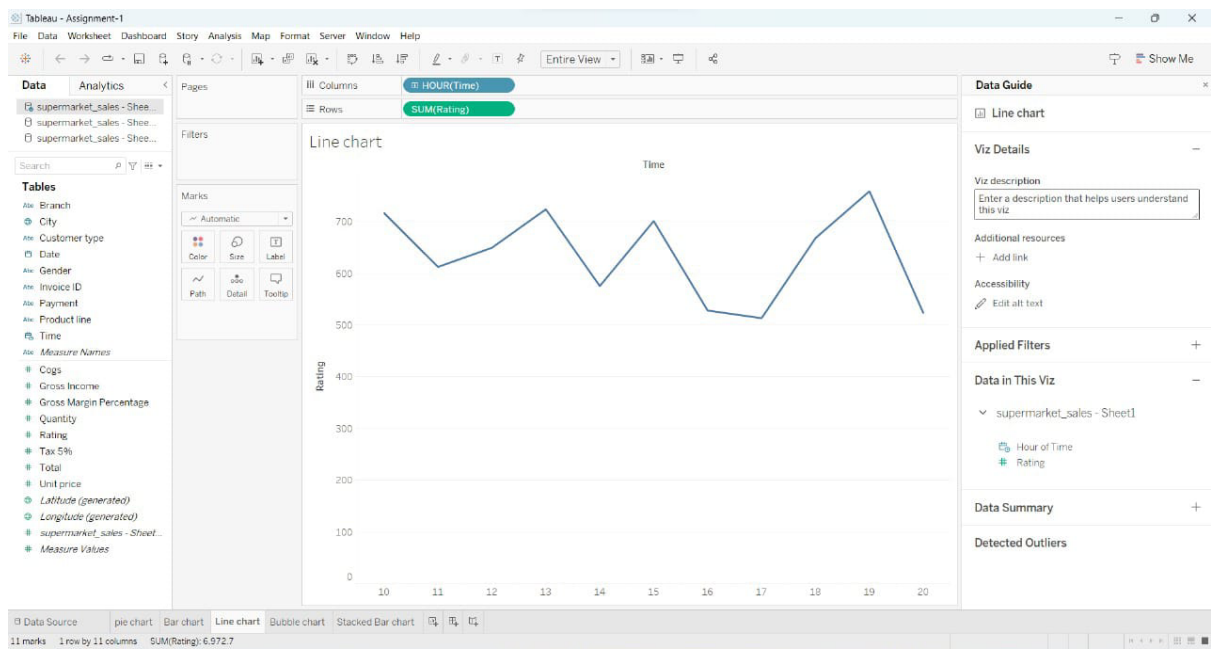 Tableau - Assignment-1
File Data Worksheet Dashboard Story Analysis Map Format Server Window Help
Entire View
Show Me
Data Analytics
supermarket_sales - Shee...
supermarket_sales - Shee...
supermarket_sales - Shee...
Search
Tables
Abc Branch
City
Abc Customer type
Date
Abc Gender
Abc Invoice ID
Abc Payment
Abc Product line
Time
Abc Measure Names
# Cogs
# Gross Income
# Gross Margin Percentage
# Quantity
# Rating
# Tax 5%
# Total
# Unit price
Latitude (generated)
Longitude (generated)
# supermarket_sales - Sheet...
# Measure Values
Pages
Filters
Marks
Automatic
Color Size Label
Path Detail Tooltip
Columns HOUR(Time)
Rows SUM(Rating)
Line chart
Time
Rating
700
600
500
400
300
200
100
0
10 11 12 13 14 15 16 17 18 19 20
Data Guide
Line chart
Viz Details
Viz description
Enter a description that helps users understand
this viz
Additional resources
+ Add link
Accessibility
Edit alt text
Applied Filters
Data in This Viz
supermarket_sales - Sheet1
Hour of Time
# Rating
Data Summary
Detected Outliers
Data Source pie chart Bar chart Line chart Bubble chart Stacked Bar chart
11 marks 1 row by 11 columns SUM(Rating): 6,972.7